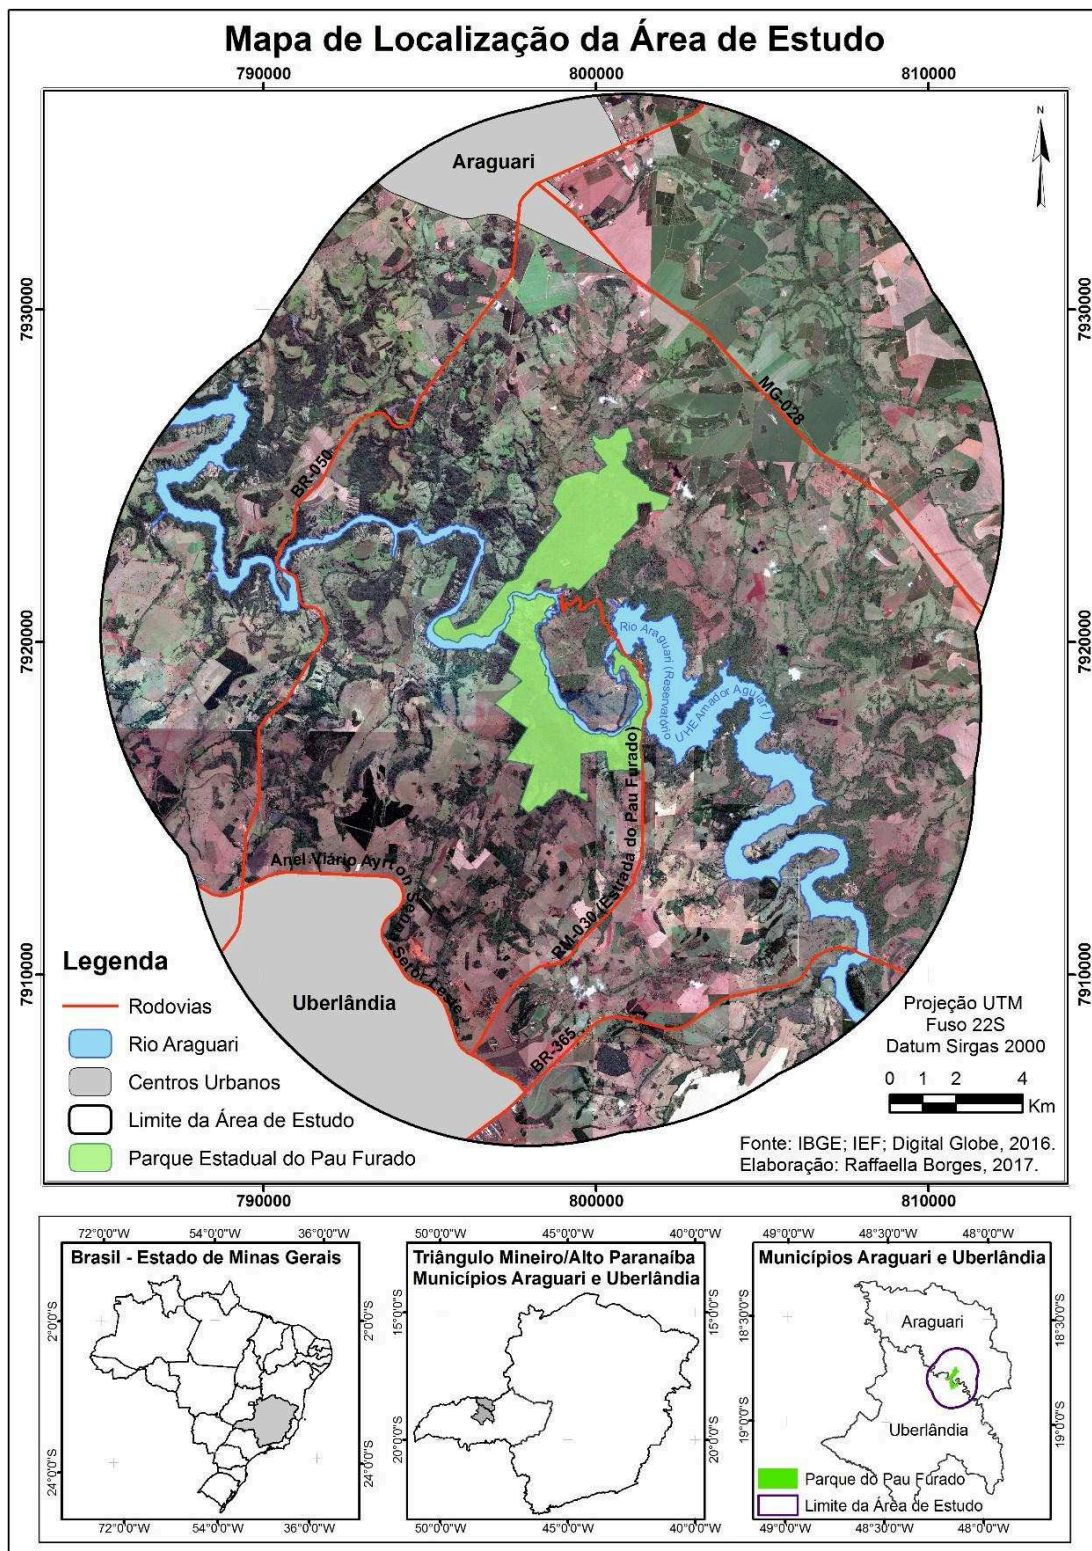 Mapa de Localização da Área de Estudo
790000 800000 810000
N
Araguari
7930000 7930000
MG-028
BR-050
7920000 7920000
Rio Araguari (Reservatório
UHE Amador Aguiar I)
RM-030 (Estrada do Pau Furado)
Anel Viário Ayrton Senna
Setor Leste
Uberlândia
BR-365
7910000 7910000
Legenda
Rodovias
Rio Araguari
Centros Urbanos
Limite da Área de Estudo
Parque Estadual do Pau Furado
Projeção UTM
Fuso 22S
Datum Sirgas 2000
0 1 2 4
Km
Fonte: IBGE; IEF; Digital Globe, 2016.
Elaboração: Raffaella Borges, 2017.
790000 800000 810000
72°0'0"W 54°0'0"W 36°0'0"W
Brasil - Estado de Minas Gerais
2°0'0"S 2°0'0"S
24°0'0"S 24°0'0"S
72°0'0"W 54°0'0"W 36°0'0"W
50°0'0"W 45°0'0"W 40°0'0"W
Triângulo Mineiro/Alto Paranaíba
Municípios Araguari e Uberlândia
15°0'0"S 15°0'0"S
20°0'0"S 20°0'0"S
50°0'0"W 45°0'0"W 40°0'0"W
49°0'0"W 48°30'0"W 48°0'0"W
Municípios Araguari e Uberlândia
18°30'0"S 18°30'0"S
Araguari
19°0'0"S 19°0'0"S
Uberlândia
Parque do Pau Furado
Limite da Área de Estudo
49°0'0"W 48°30'0"W 48°0'0"W